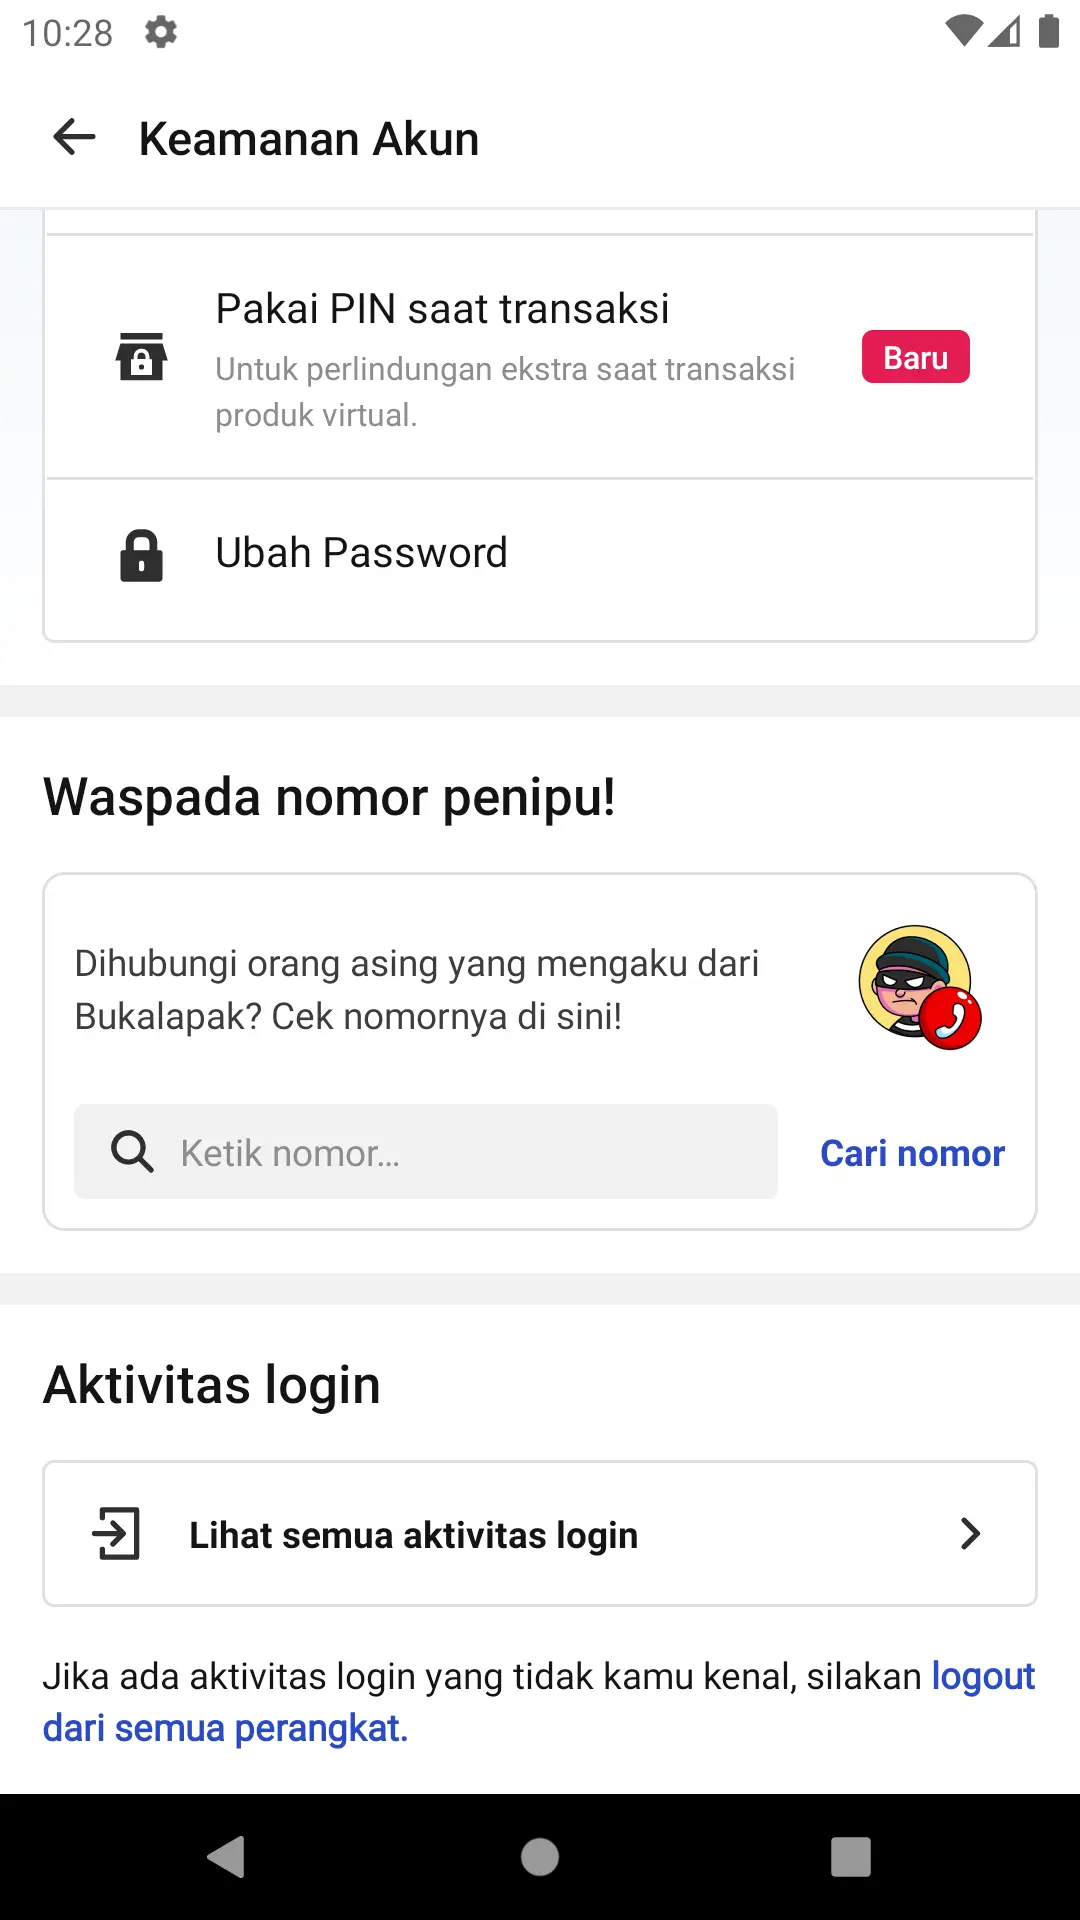 10:28
Keamanan Akun
Pakai PIN saat transaksi
Untuk perlindungan ekstra saat transaksi
produk virtual.
Baru
Ubah Password
Waspada nomor penipu!
Dihubungi orang asing yang mengaku dari
Bukalapak? Cek nomornya di sini!
Ketik nomor...
Cari nomor
Aktivitas login
Lihat semua aktivitas login
Jika ada aktivitas login yang tidak kamu kenal, silakan logout
dari semua perangkat.